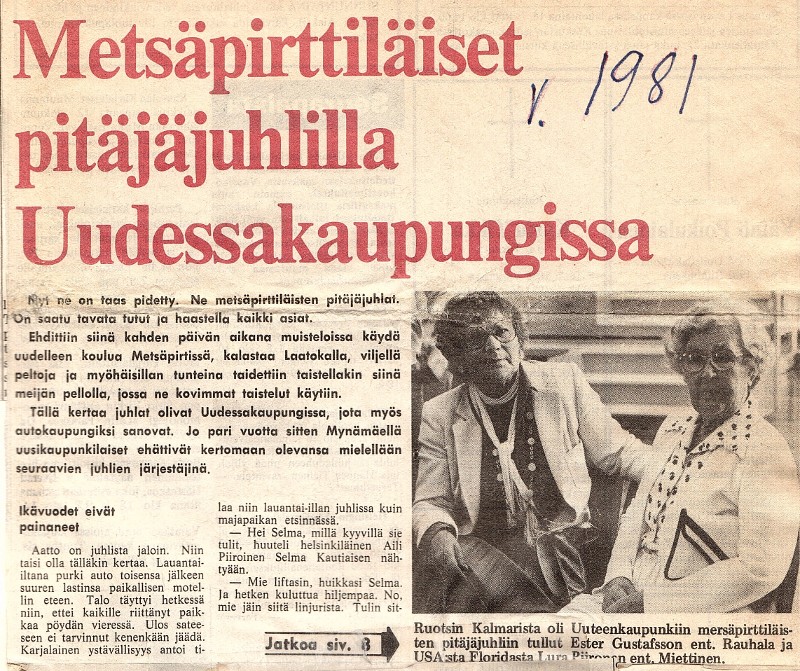 Metsäpirttiläiset
v. 1981
pitäjäjuhlilla
Uudessakaupungissa
Nyt ne on taas pidetty. Ne metsäpirttiläisten pitäjäjuhlat.
On saatu tavata tutut ja haastella kaikki asiat.
Ehdittiin siinä kahden päivän aikana muisteloissa käydä
uudelleen koulua Metsäpirtissä, kalastaa Laatokalla, viljellä
peltoja ja myöhäisillan tunteina taidettiin taistellakin siinä
meijän pellolla, jossa ne kovimmat taistelut käytiin.
Tällä kertaa juhlat olivat Uudessakaupungissa, jota myös
autokaupungiksi sanovat. Jo pari vuotta sitten Mynämäellä
uusikaupunkilaiset ehättivät kertomaan olevansa mielellään
seuraavien juhlien järjestäjinä.
Ikävuodet eivät
painaneet
Aatto on juhlista jaloin. Niin
taisi olla tälläkin kertaa. Lauantai-
iltana purki auto toisensa jälkeen
suuren lastinsa paikallisen motel-
lin eteen. Talo täyttyi hetkessä
niin, ettei kaikille riittänyt paik-
kaa pöydän vieressä. Ulos satee-
seen ei tarvinnut kenenkään jäädä.
Karjalainen ystävällisyys antoi ti-
laa niin lauantai-illan juhlissa kuin
majapaikan etsinnässä.
— Hei Selma, millä kyyvillä sie
tulit, huuteli helsinkiläinen Aili
Piiroinen Selma Kautiaisen näh-
tyään.
— Mie liftasin, huikkasi Selma.
Ja hetken kuluttua hiljempaa. No,
mie jäin siitä linjurista. Tulin sit-
Jatkoa siv. 8
Ruotsin Kalmarista oli Uuteenkaupunkiin mersäpirttiläis-
ten pitäjäjuhliin tullut Ester Gustafsson ent. Rauhala ja
USA:sta Floridasta Lura ent. Miettinen.